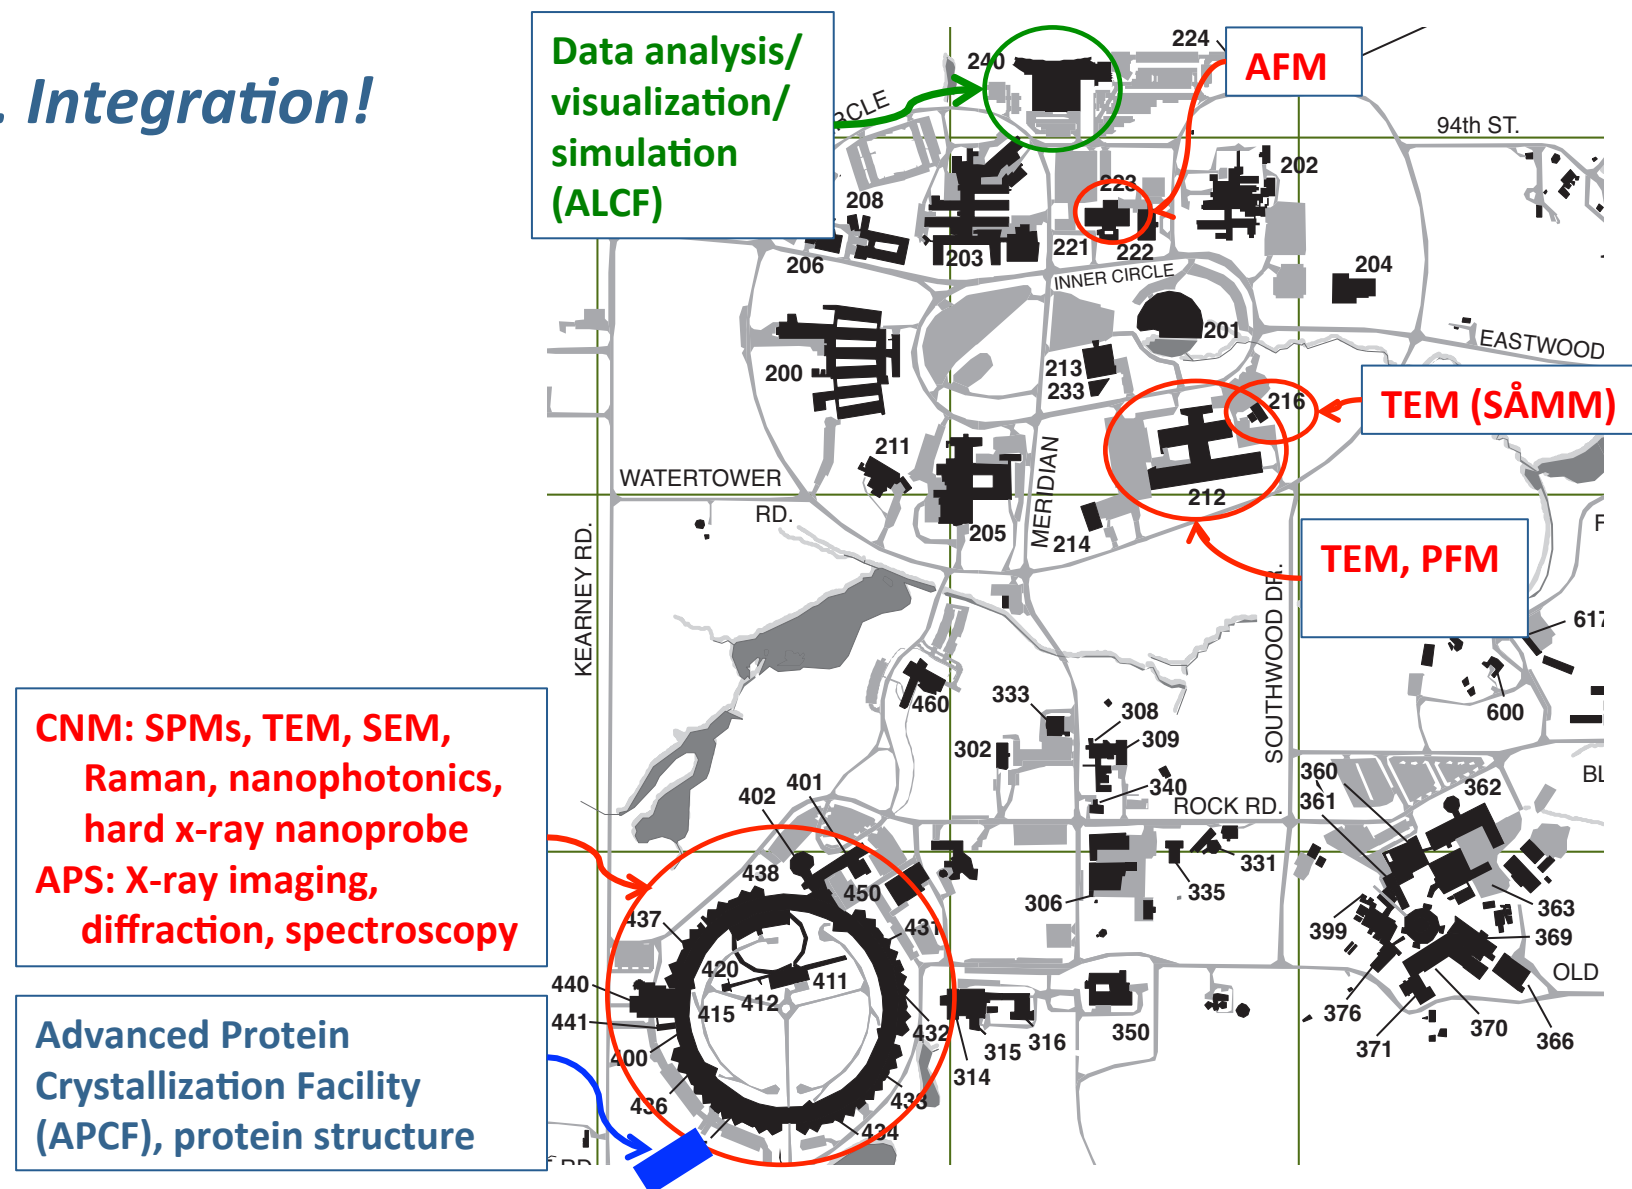 . Integration!
Data analysis/
visualization/
simulation
(ALCF)
AFM
224
240
94th ST.
202
223
208
206
203
221
222
INNER CIRCLE
204
201
EASTWOOD
213
233
200
216
TEM (SÅMM)
211
212
WATERTOWER
RD.
MERIDIAN
205
214
TEM, PFM
KEARNEY RD.
SOUTHWOOD DR.
617
600
460
333
302
308
309
340
ROCK RD.
CNM: SPMs, TEM, SEM,
Raman, nanophotonics,
hard x-ray nanoprobe
APS: X-ray imaging,
diffraction, spectroscopy
402
401
438
450
437
431
420
411
412
415
440
441
400
432
436
433
434
306
335
331
314
315
316
350
360
361
362
363
399
369
OLD
376
371
370
366
Advanced Protein
Crystallization Facility
(APCF), protein structure